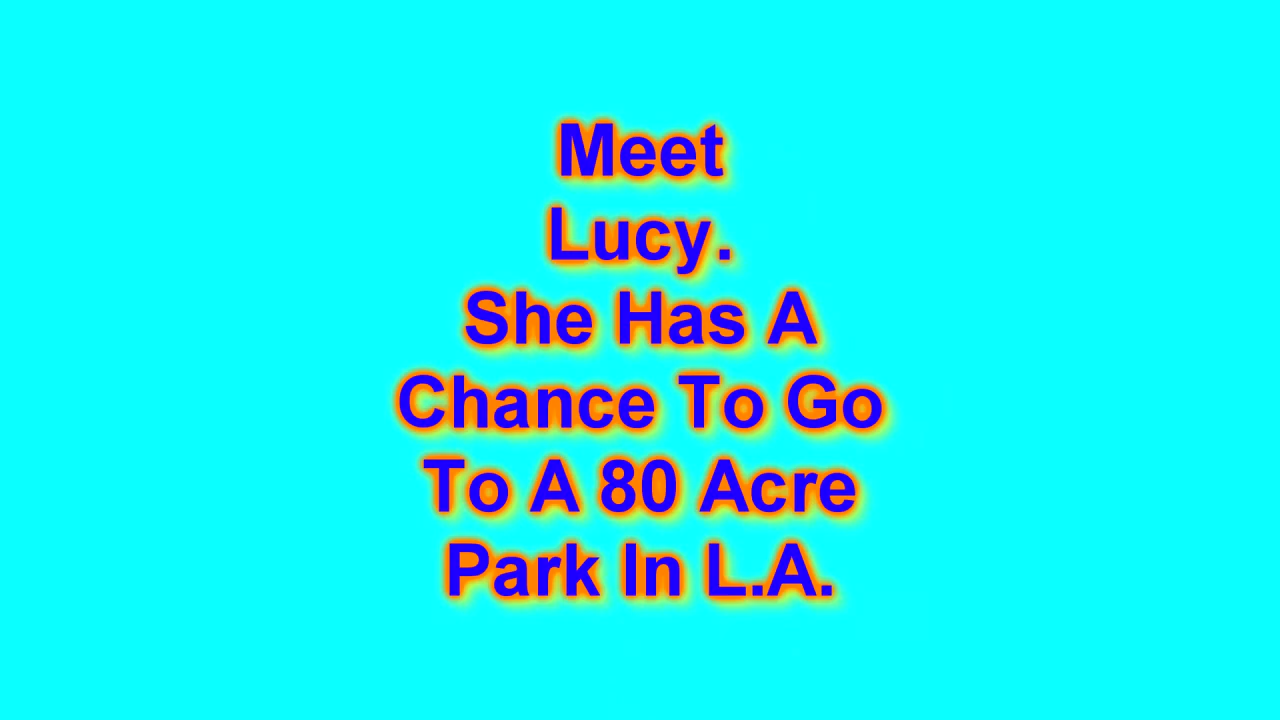 Meet
Lucy.
She Has A
Chance To Go
To A 80 Acre
Park In L.A.